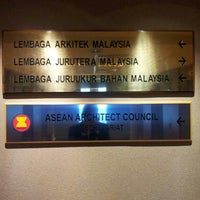 LEMBAGA ARKITEK MALAYSIA
LEMBAGA JURUTERA MALAYSIA
LEMBAGA JURUUKUR BAHAN MALAYSIA
ASEAN ARCHITECT COUNCIL